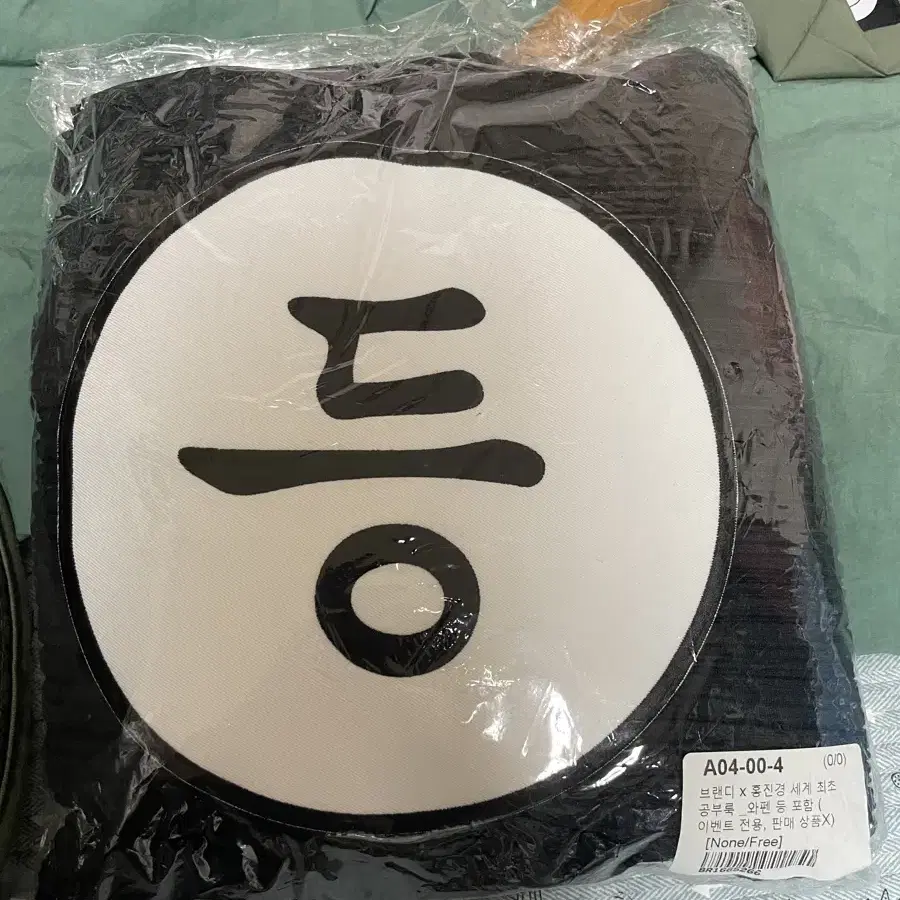 등
A04-00-4 (0/0)
브랜디 x 홍진경 세계 최초
공부룩 _ 와펜 등 포함 (
이벤트 전용, 판매 상품X)
[None/Free]